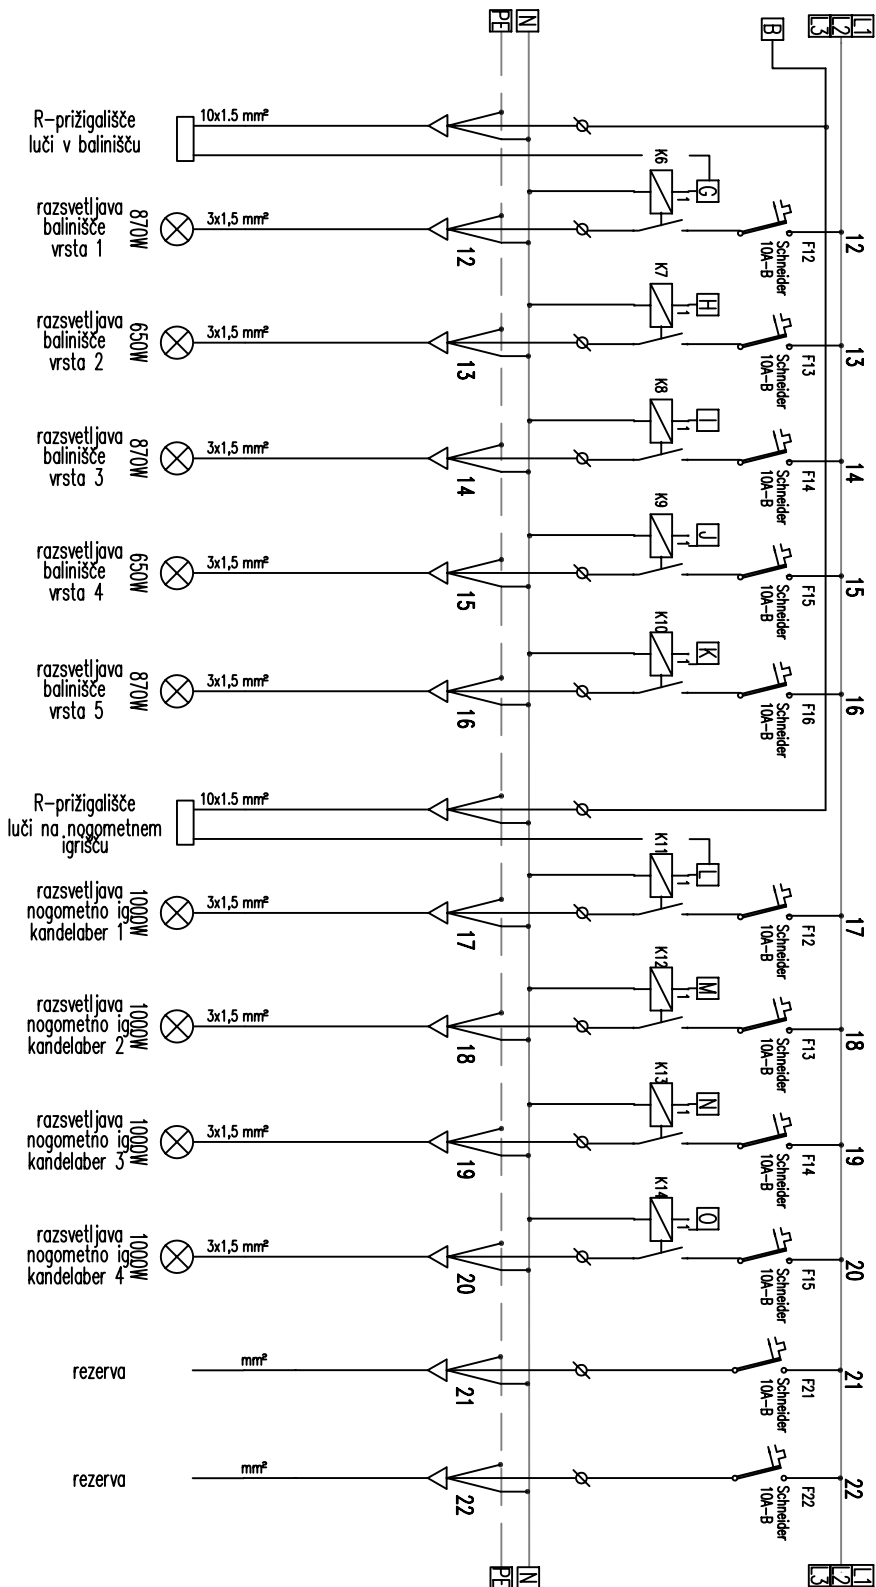 L1
L2
L3
B
N
PE
R-prižigališče
luči v balinišču
10x1.5 mm²
K6
G
razsvetljava
balinišče
vrsta 1
870W
3x1,5 mm²
12
F12
Schneider
10A-B
12
K7
H
razsvetljava
balinišče
vrsta 2
650W
3x1,5 mm²
13
F13
Schneider
10A-B
13
K8
I
razsvetljava
balinišče
vrsta 3
870W
3x1,5 mm²
14
F14
Schneider
10A-B
14
K9
J
razsvetljava
balinišče
vrsta 4
650W
3x1,5 mm²
15
F15
Schneider
10A-B
15
K10
K
razsvetljava
balinišče
vrsta 5
870W
3x1,5 mm²
16
F16
Schneider
10A-B
16
R-prižigališče
luči na nogometnem
igrišču
10x1.5 mm²
K11
L
razsvetljava
nogometno ig
kandelaber 1
1000W
3x1,5 mm²
17
F12
Schneider
10A-B
17
K12
M
razsvetljava
nogometno ig
kandelaber 2
1000W
3x1,5 mm²
18
F13
Schneider
10A-B
18
K13
N
razsvetljava
nogometno ig
kandelaber 3
1000W
3x1,5 mm²
19
F14
Schneider
10A-B
19
K14
O
razsvetljava
nogometno ig
kandelaber 4
1000W
3x1,5 mm²
20
F15
Schneider
10A-B
20
rezerva
mm²
21
F21
Schneider
10A-B
21
rezerva
mm²
22
F22
Schneider
10A-B
22
L1
L2
L3
N
PE